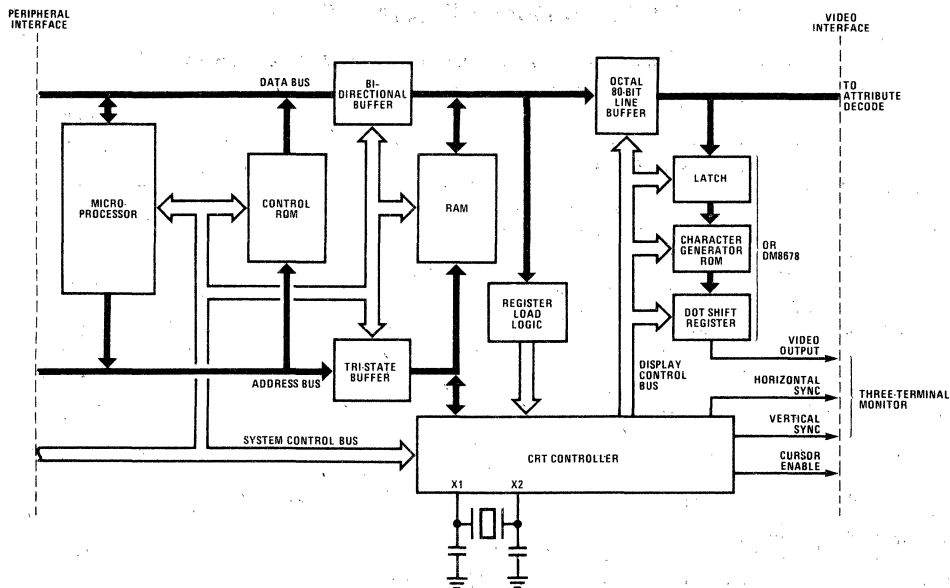 PERIPHERAL
INTERFACE
VIDEO
INTERFACE
DATA BUS
BI-
DIRECTIONAL
BUFFER
OCTAL
80-BIT
LINE
BUFFER
TO
ATTRIBUTE
DECODE
MICRO-
PROCESSOR
CONTROL
ROM
RAM
LATCH
CHARACTER
GENERATOR
ROM
OR
DM8678
REGISTER
LOAD
LOGIC
DOT SHIFT
REGISTER
VIDEO
OUTPUT
ADDRESS BUS
TRI-STATE
BUFFER
DISPLAY
CONTROL
BUS
HORIZONTAL
SYNC
THREE-TERMINAL
MONITOR
VERTICAL
SYNC
SYSTEM CONTROL BUS
CRT CONTROLLER
CURSOR
ENABLE
X1
X2